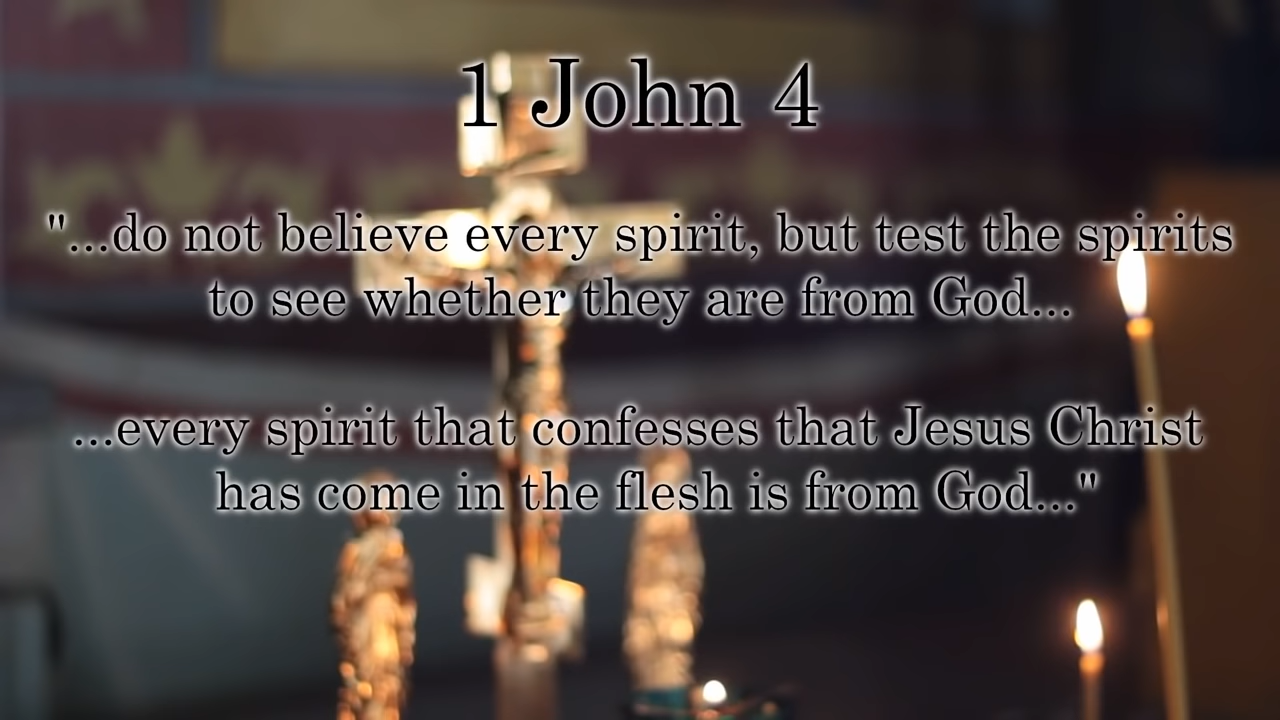 1 John 4
"...do not believe every spirit, but test the spirits
to see whether they are from God...
...every spirit that confesses that Jesus Christ
has come in the flesh is from God..."